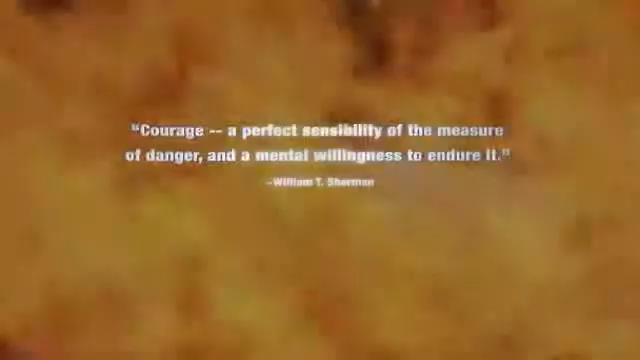 "Courage -- a perfect sensibility of the measure
of danger, and a mental willingness to endure it."
--William T. Sherman